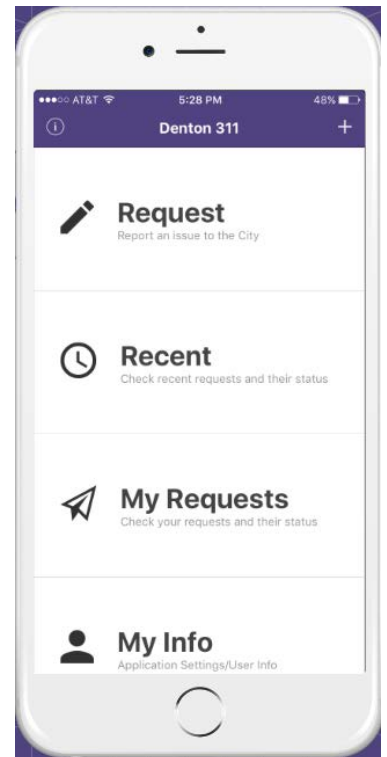 AT&T 5:28 PM 48%
Denton 311
Request
Report an issue to the City
Recent
Check recent requests and their status
My Requests
Check your requests and their status
My Info
Application Settings/User Info